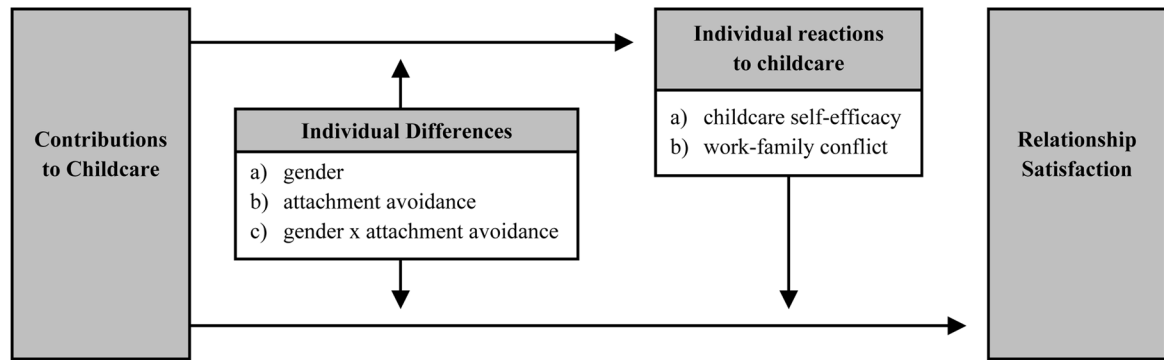 Contributions
to Childcare
Individual Differences
a) gender
b) attachment avoidance
c) gender x attachment avoidance
Individual reactions
to childcare
a) childcare self-efficacy
b) work-family conflict
Relationship
Satisfaction